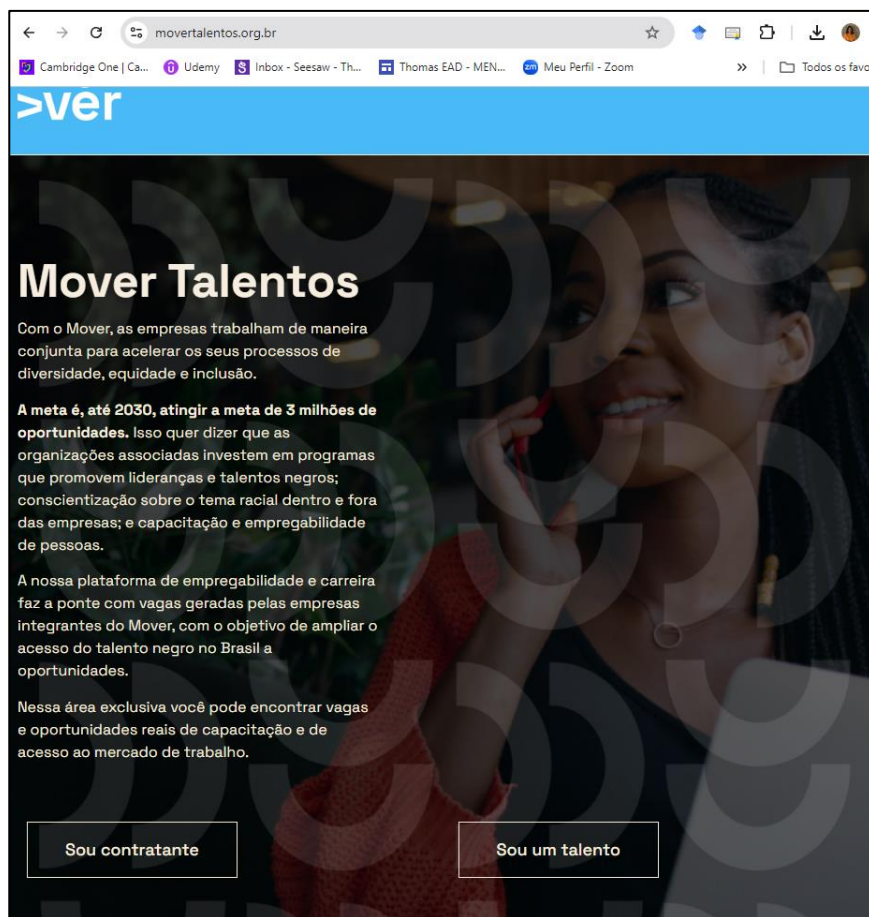 movertalentos.org.br
Cambridge One | Ca... Udemy Inbox - Seesaw - Th... Thomas EAD - MEN... Meu Perfil - Zoom » Todos os favo
>vêr
Mover Talentos
Com o Mover, as empresas trabalham de maneira
conjunta para acelerar os seus processos de
diversidade, equidade e inclusão.
A meta é, até 2030, atingir a meta de 3 milhões de
oportunidades. Isso quer dizer que as
organizações associadas investem em programas
que promovem lideranças e talentos negros;
conscientização sobre o tema racial dentro e fora
das empresas; e capacitação e empregabilidade
de pessoas.
A nossa plataforma de empregabilidade e carreira
faz a ponte com vagas geradas pelas empresas
integrantes do Mover, com o objetivo de ampliar o
acesso do talento negro no Brasil a
oportunidades.
Nessa área exclusiva você pode encontrar vagas
e oportunidades reais de capacitação e de
acesso ao mercado de trabalho.
Sou contratante
Sou um talento